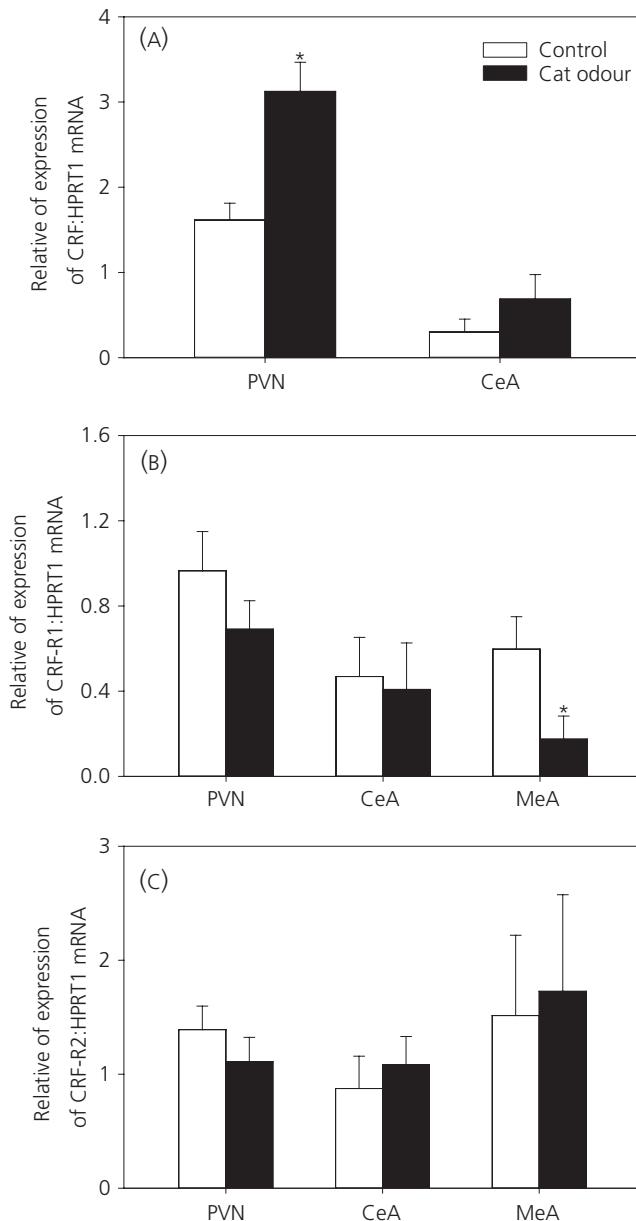 (A)
Control
Cat odour
Relative of expression
of CRF:HPRT1 mRNA
4
3
2
1
0
*
PVN CeA
(B)
Relative of expression
of CRF-R1:HPRT1 mRNA
1.6
1.2
0.8
0.4
0.0
*
PVN CeA MeA
(C)
Relative of expression
of CRF-R2:HPRT1 mRNA
3
2
1
0
PVN CeA MeA